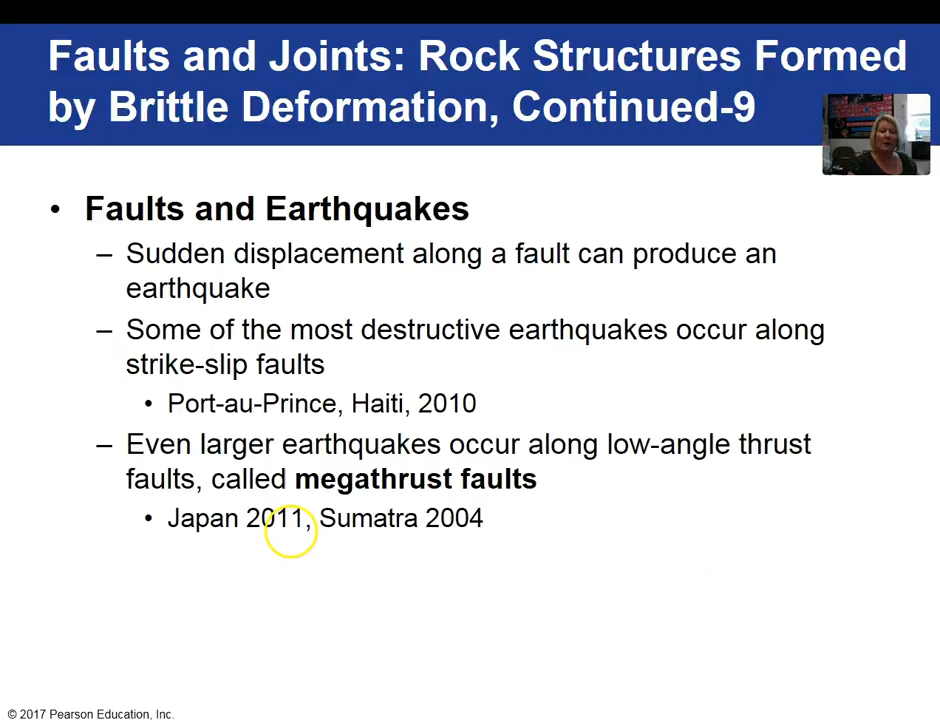 Faults and Joints: Rock Structures Formed
by Brittle Deformation, Continued-9
• Faults and Earthquakes
– Sudden displacement along a fault can produce an
earthquake
– Some of the most destructive earthquakes occur along
strike-slip faults
• Port-au-Prince, Haiti, 2010
– Even larger earthquakes occur along low-angle thrust
faults, called megathrust faults
• Japan 2011, Sumatra 2004
© 2017 Pearson Education, Inc.